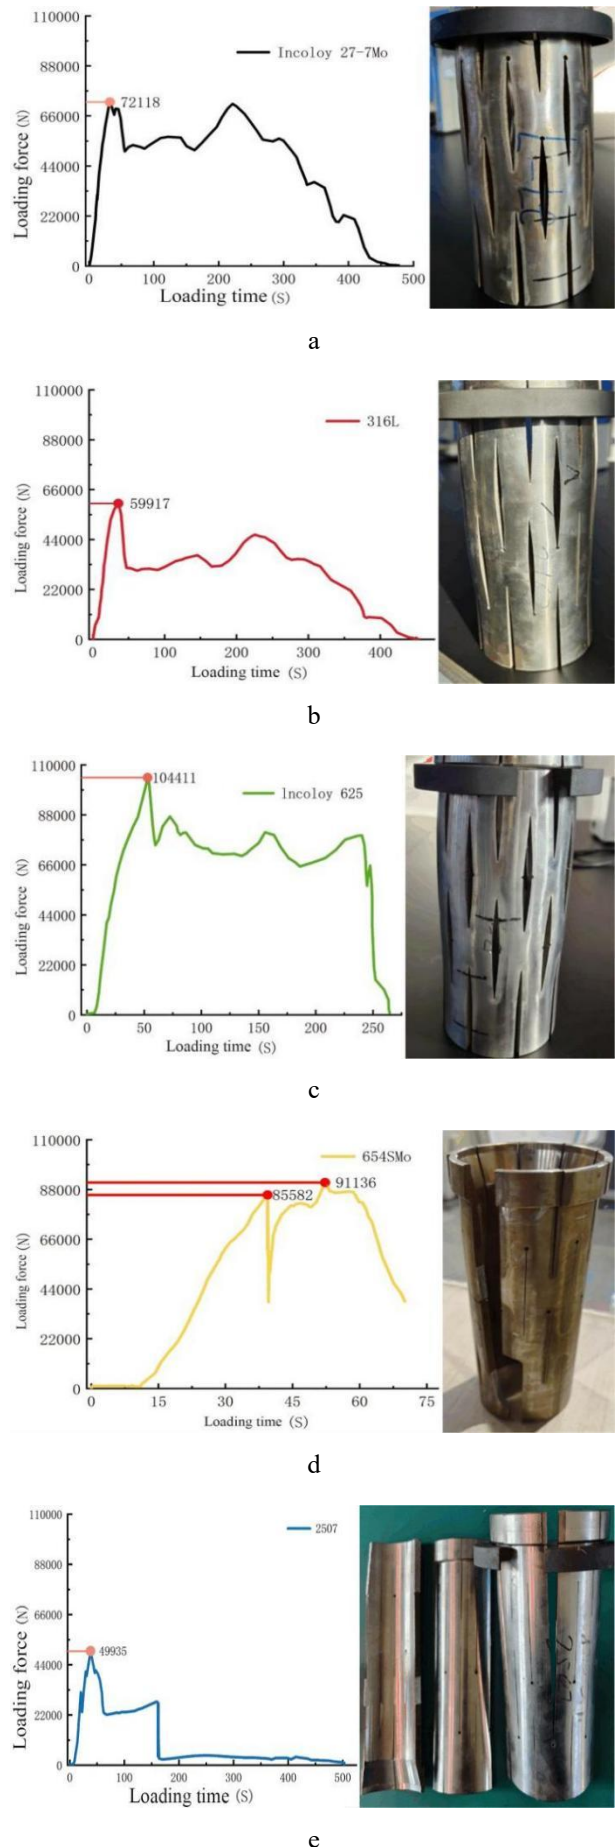 110000
88000
66000
44000
22000
0
Loading force (N)
72118
Incoloy 27-7Mo
0 100 200 300 400 500
Loading time (S)
27-7
a
110000
88000
66000
44000
22000
0
Loading force (N)
59917
316L
0 100 200 300 400
Loading time (S)
b
110000
88000
66000
44000
22000
0
Loading force (N)
104411
lncoloy 625
0 50 100 150 200 250
Loading time (S)
c
110000
88000
66000
44000
22000
0
Loading force (N)
654SMo
91136
85582
0 15 30 45 60 75
Loading time (S)
d
110000
88000
66000
44000
22000
0
Loading force (N)
2507
49935
0 100 200 300 400 500
Loading time (S)
e